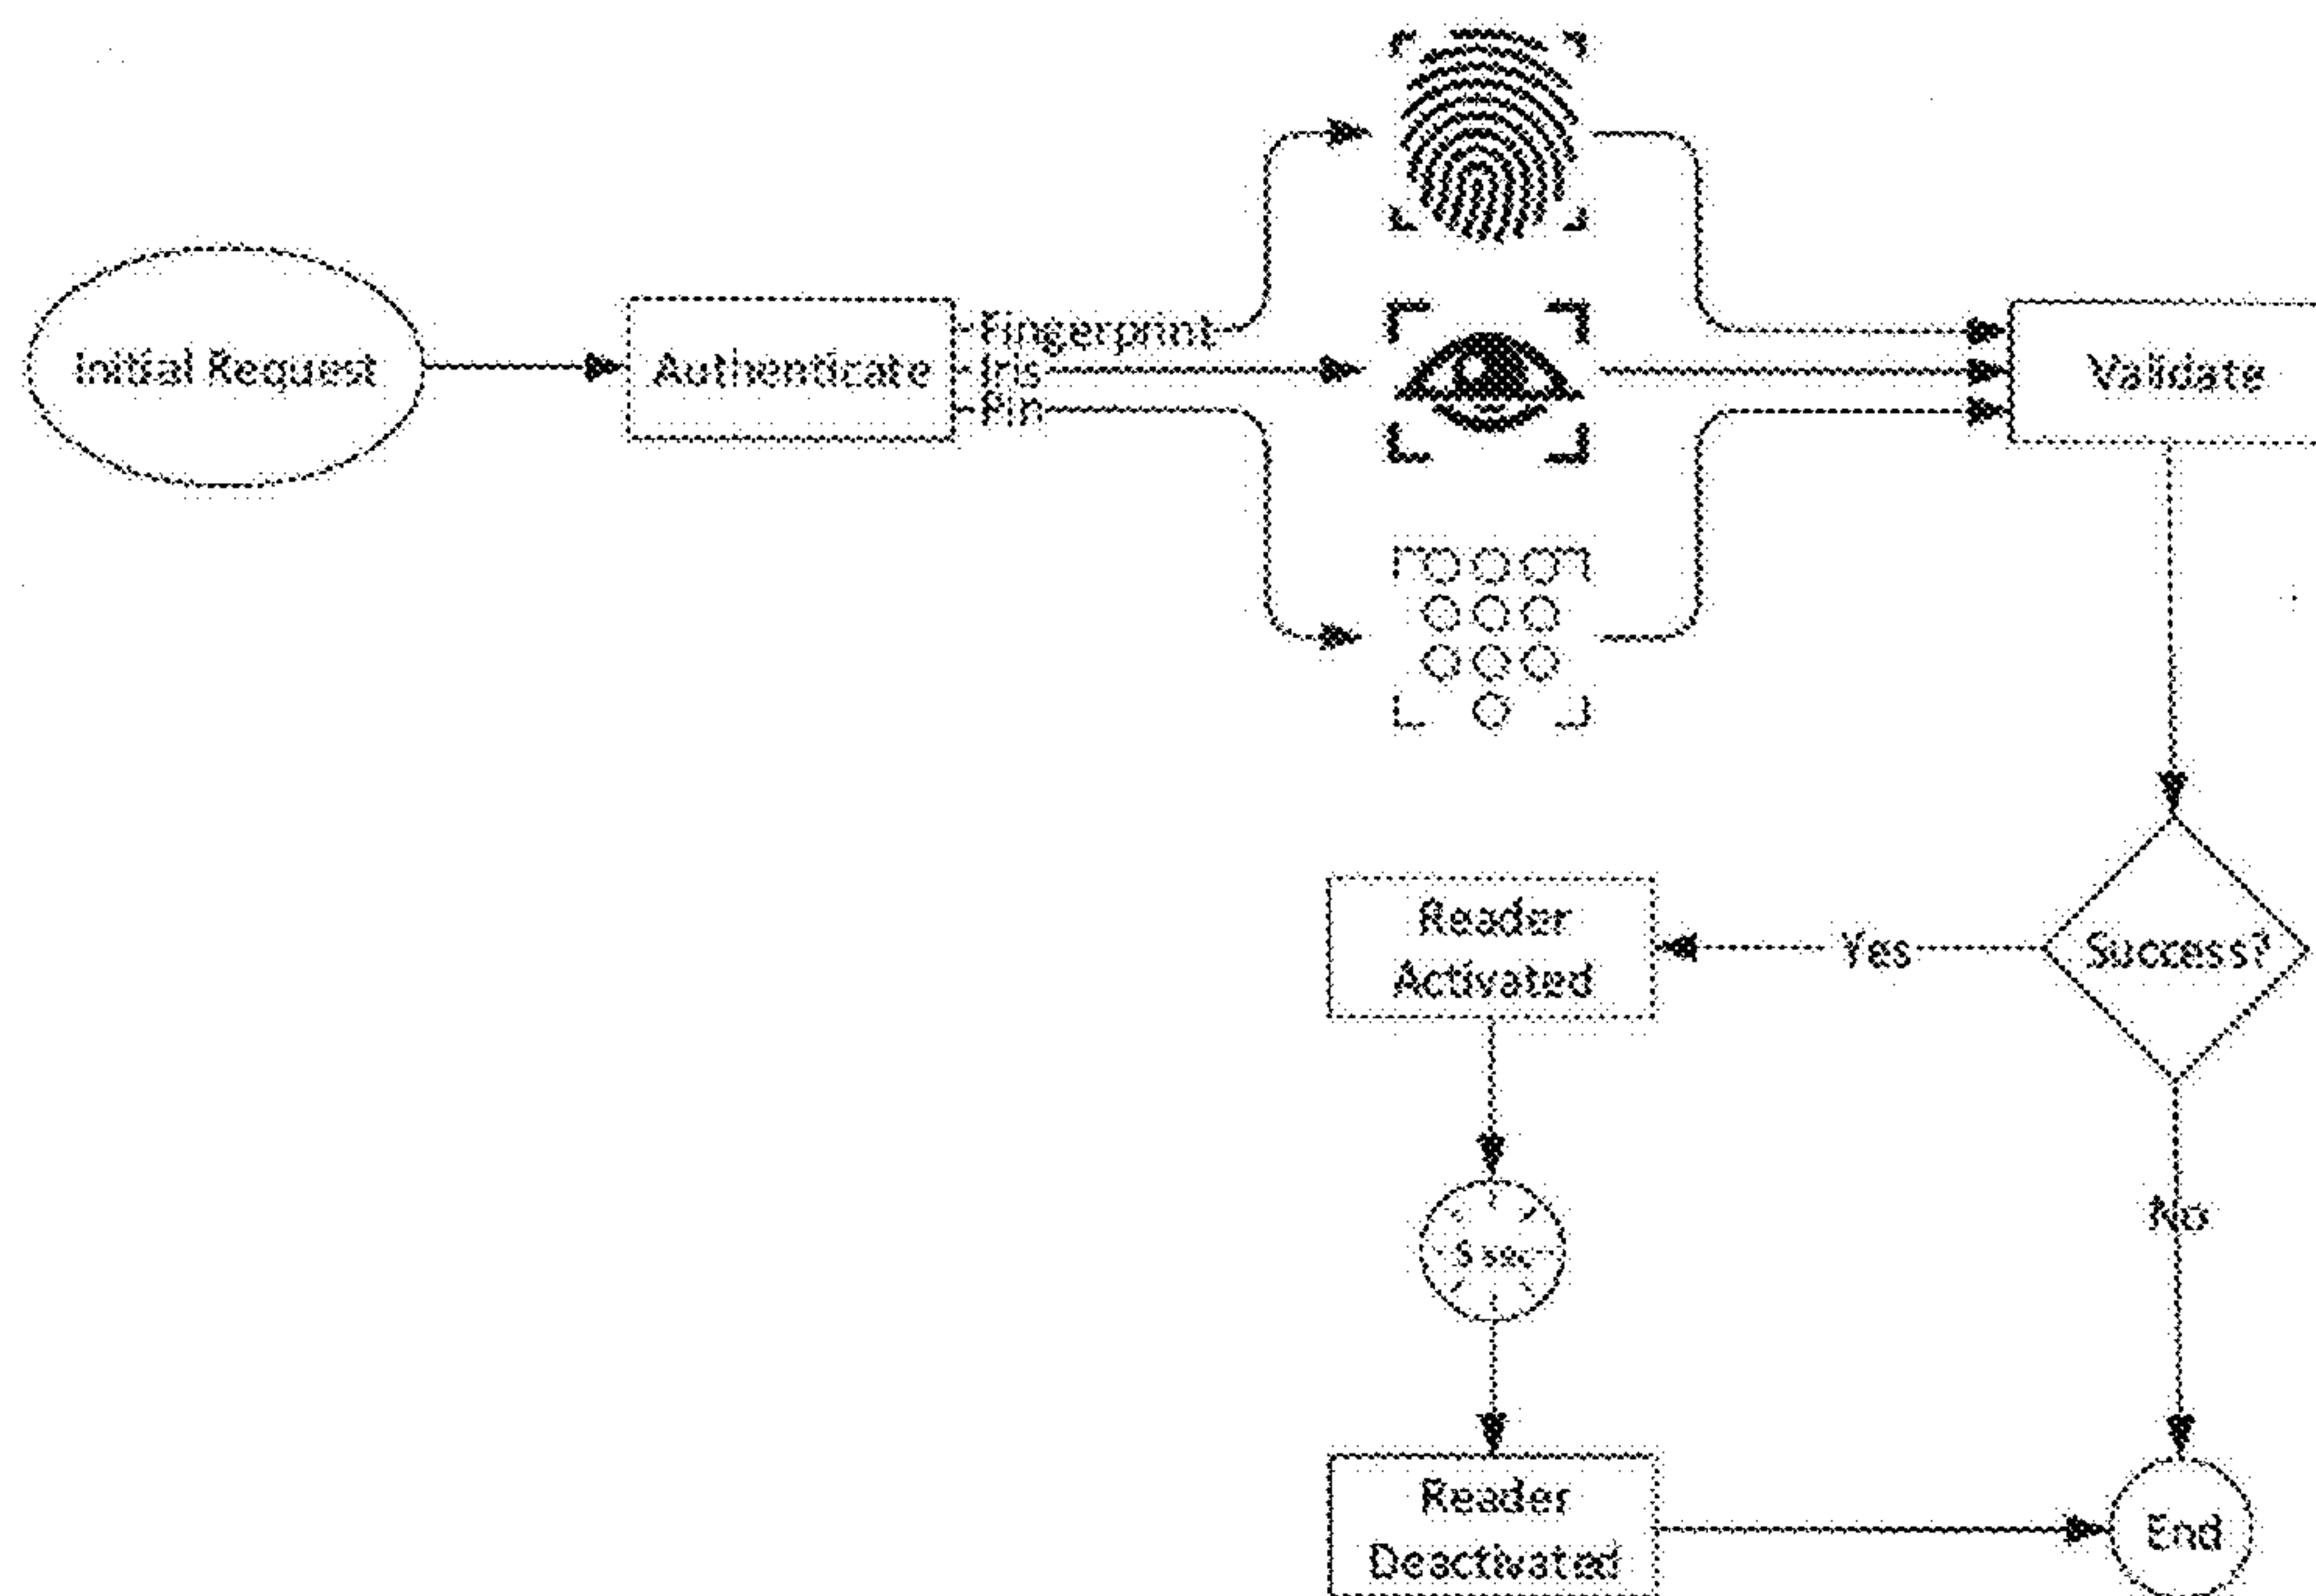 Initial Request
Authenticate
Fingerprint
Iris
Pin
Validate
Success?
Yes
Reader
Activated
No
5 sec
Reader
Deactivated
End